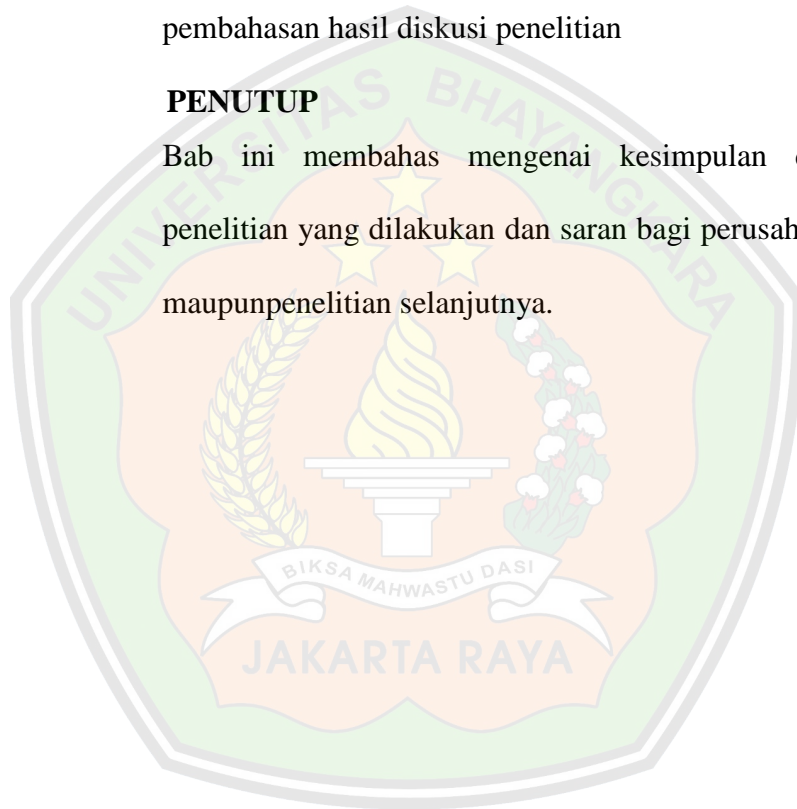 pembahasan hasil diskusi penelitian
PENUTUP
Bab ini membahas mengenai kesimpulan
penelitian yang dilakukan dan saran bagi
maupunpenelitian selanjutnya.
UNIVERSITAS BHAYANGKARA
BIKSA MAHWASTU DASI
JAKARTA RAYA